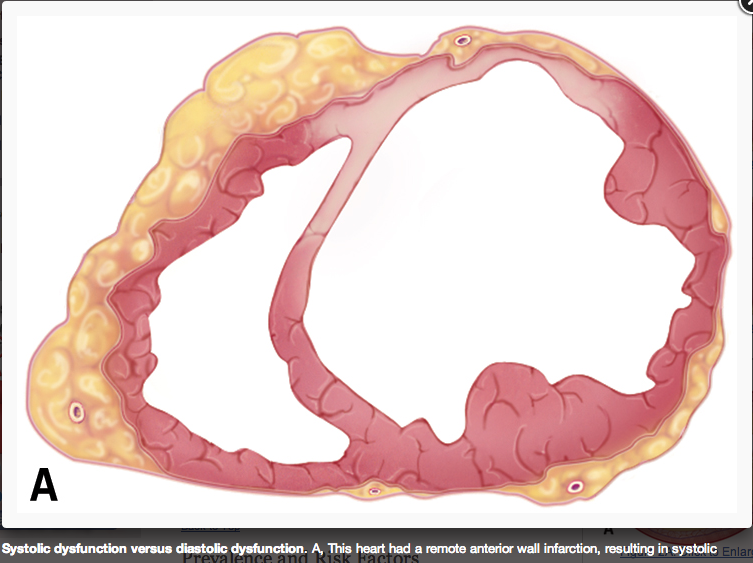 A
Systolic dysfunction versus diastolic dysfunction. A, This heart had a remote anterior wall infarction, resulting in systolic
Prevalence and Risk Factors